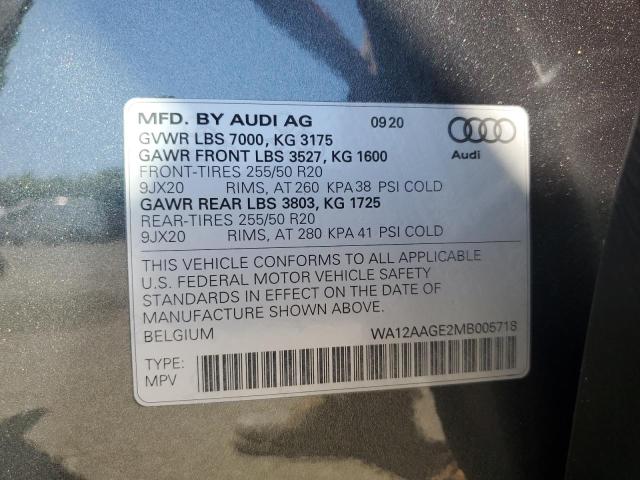 MFD. BY AUDI AG 09 20
GVWR LBS 7000, KG 3175
GAWR FRONT LBS 3527, KG 1600
FRONT-TIRES 255/50 R20
9JX20 RIMS, AT 260 KPA 38 PSI COLD
GAWR REAR LBS 3803, KG 1725
REAR-TIRES 255/50 R20
9JX20 RIMS, AT 280 KPA 41 PSI COLD
Audi
THIS VEHICLE CONFORMS TO ALL APPLICABLE
U.S. FEDERAL MOTOR VEHICLE SAFETY
STANDARDS IN EFFECT ON THE DATE OF
MANUFACTURE SHOWN ABOVE.
BELGIUM WA12AAGE2MB005718
TYPE:
MPV